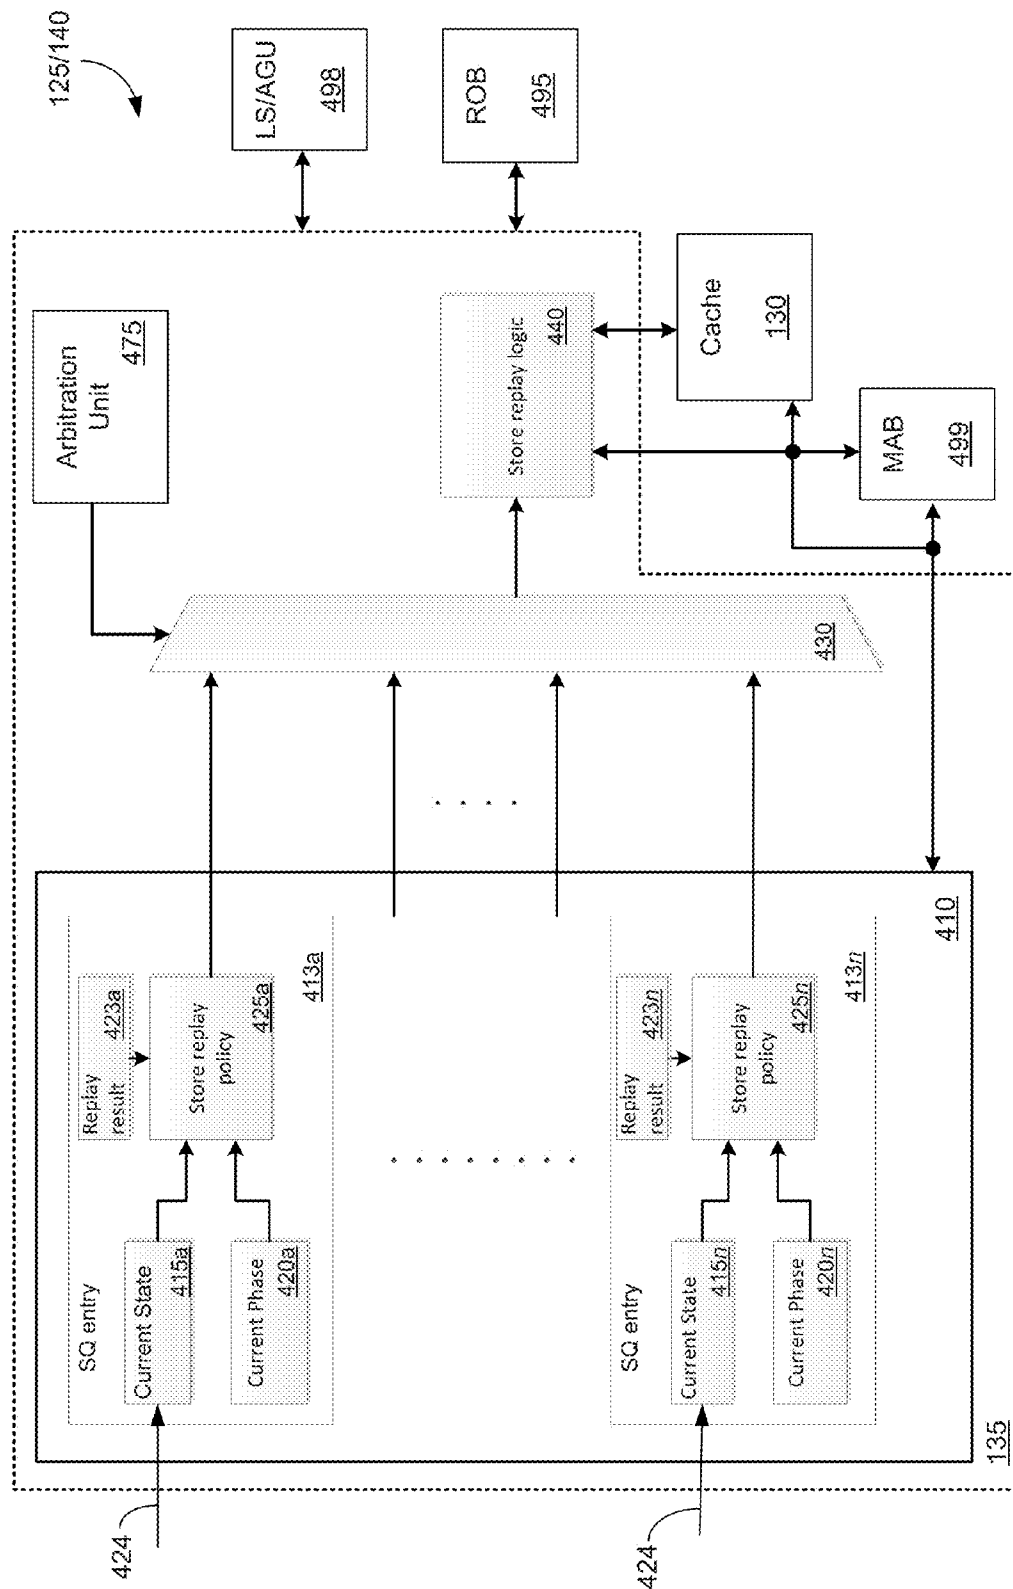 125/140
LS/AGU
498
ROB
495
Arbitration
Unit
475
Store replay logic
440
Cache
130
MAB
499
430
SQ entry
Current State
415a
Current Phase
420a
Replay
result
423a
Store replay
policy
425a
413a
424
SQ entry
Current State
415n
Current Phase
420n
Replay
result
423n
Store replay
policy
425n
413n
424
410
135